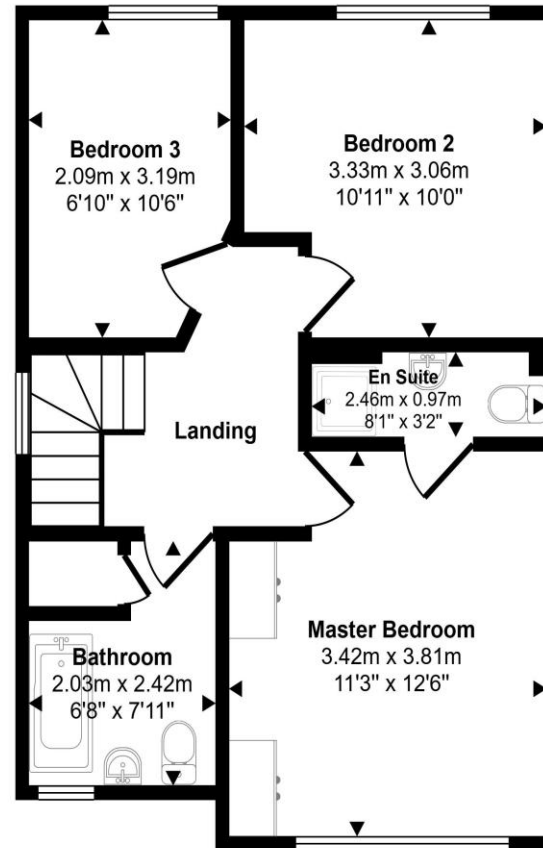 Bedroom 3
2.09m x 3.19m
6'10" x 10'6"
Bedroom 2
3.33m x 3.06m
10'11" x 10'0"
En Suite
2.46m x 0.97m
8'1" x 3'2"
Landing
Master Bedroom
3.42m x 3.81m
11'3" x 12'6"
Bathroom
2.03m x 2.42m
6'8" x 7'11"